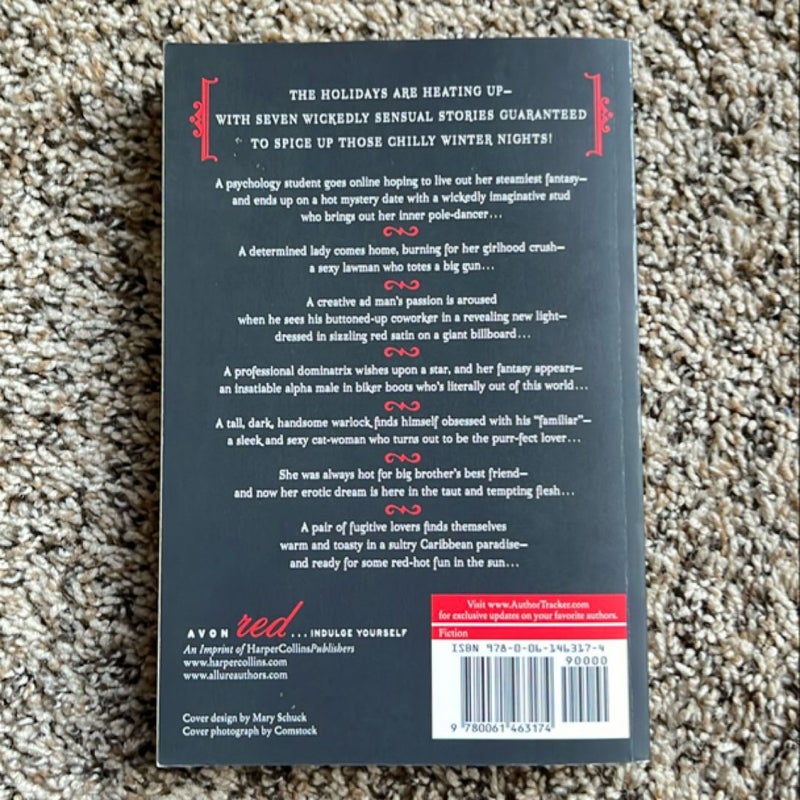 THE HOLIDAYS ARE HEATING UP—
WITH SEVEN WICKEDLY SENSUAL STORIES GUARANTEED
TO SPICE UP THOSE CHILLY WINTER NIGHTS!
A psychology student goes online hoping to live out her steamiest fantasy—
and ends up on a hot mystery date with a wickedly imaginative stud
who brings out her inner pole-dancer...
A determined lady comes home, burning for her girlhood crush—
a sexy lawman who totes a big gun...
A creative ad man's passion is aroused
when he sees his buttoned-up coworker in a revealing new light—
dressed in sizzling red satin on a giant billboard...
A professional dominatrix wishes upon a star, and her fantasy appears—
an insatiable alpha male in biker boots who's literally out of this world...
A tall, dark, handsome warlock finds himself obsessed with his "familiar"—
a sleek and sexy cat-woman who turns out to be the purr-fect lover...
She was always hot for big brother's best friend—
and now her erotic dream is here in the taut and tempting flesh...
A pair of fugitive lovers finds themselves
warm and toasty in a sultry Caribbean paradise—
and ready for some red-hot fun in the sun...
AVON red ...INDULGE YOURSELF
An Imprint of HarperCollinsPublishers
www.harpercollins.com
www.allureauthors.com
Cover design by Mary Schuck
Cover photograph by Comstock
Visit www.AuthorTracker.com
for exclusive updates on your favorite authors.
Fiction
ISBN 978-0-06-146317-4
90000
9 780061 463174